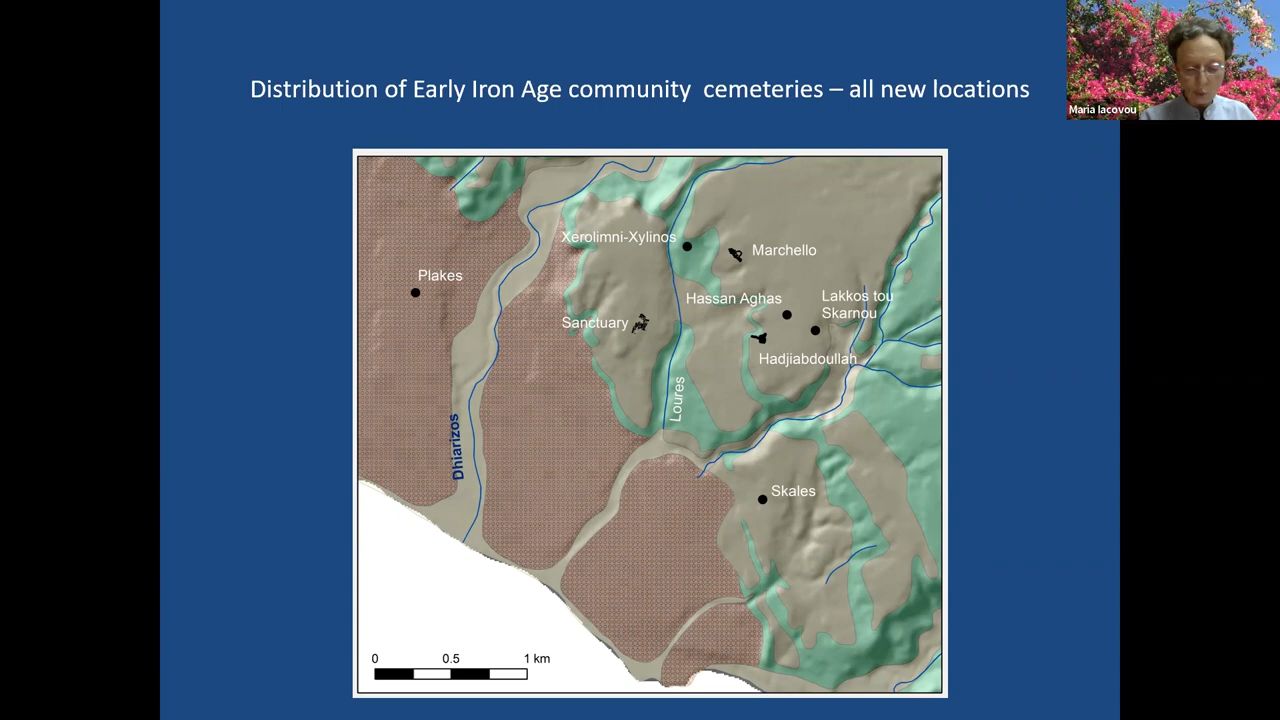 Distribution of Early Iron Age community  cemeteries – all new locations
Maria Iacovou
Xerolimni-Xylinos
Marchello
Plakes
Hassan Aghas
Lakkos tou
Skarnou
Sanctuary
Hadjiabdoullah
Loures
Dhiarizos
Skales
0 0.5 1 km